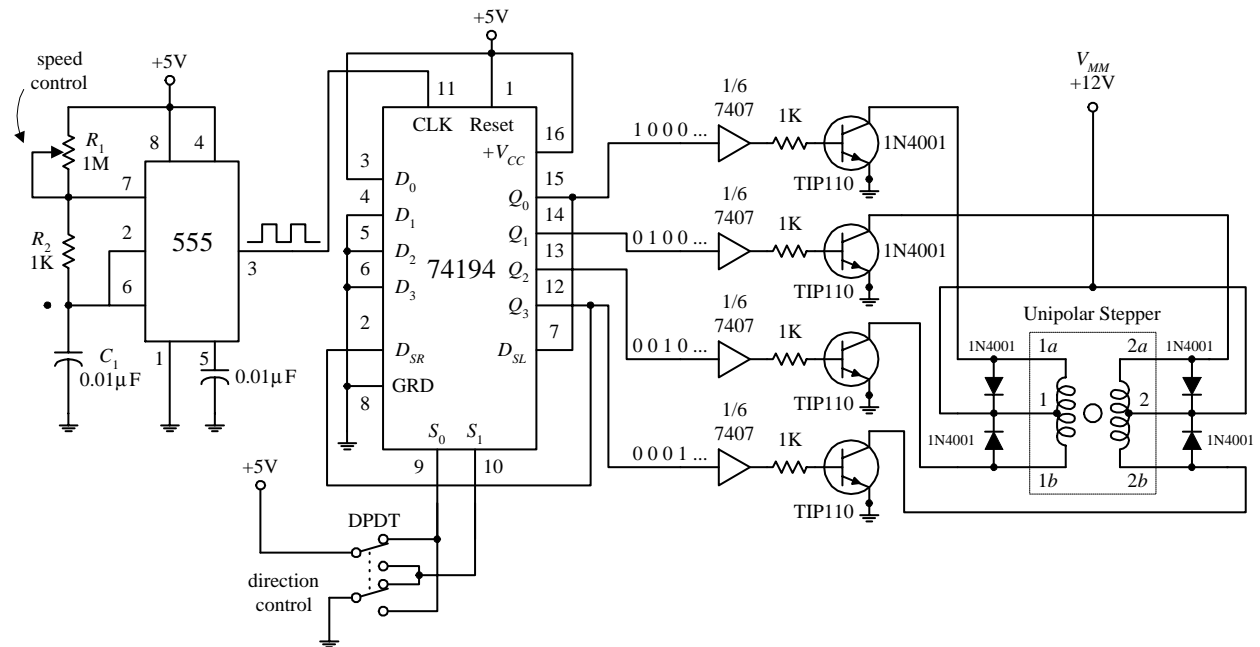 speed
control
+5V
R1
1M
R2
1K
C1
0.01µF
8
4
7
2
6
555
3
1
5
0.01µF
+5V
11
1
CLK
Reset
+VCC
16
3
D0
4
D1
5
D2
6
D3
2
DSR
GRD
8
74194
15
Q0
14
Q1
13
Q2
12
Q3
7
DSL
S0
S1
9
10
+5V
DPDT
direction
control
1 0 0 0 ...
1/6
7407
1K
1N4001
TIP110
0 1 0 0 ...
1/6
7407
1K
1N4001
TIP110
0 0 1 0 ...
1/6
7407
1K
TIP110
0 0 0 1 ...
1/6
7407
1K
TIP110
VMM
+12V
Unipolar Stepper
1N4001
1a
2a
1N4001
1
2
1N4001
1N4001
1b
2b